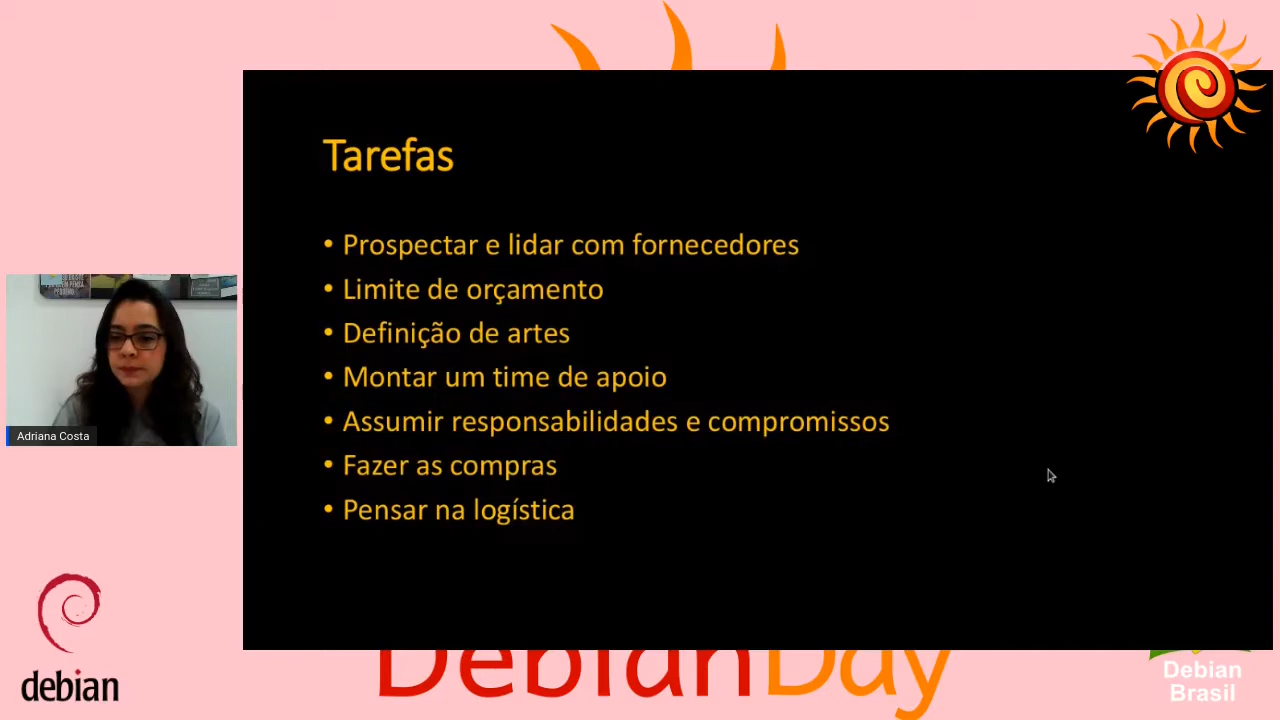 Tarefas
• Prospectar e lidar com fornecedores
• Limite de orçamento
• Definição de artes
• Montar um time de apoio
• Assumir responsabilidades e compromissos
• Fazer as compras
• Pensar na logística
Adriana Costa
debian
DebianDay
Debian
Brasil